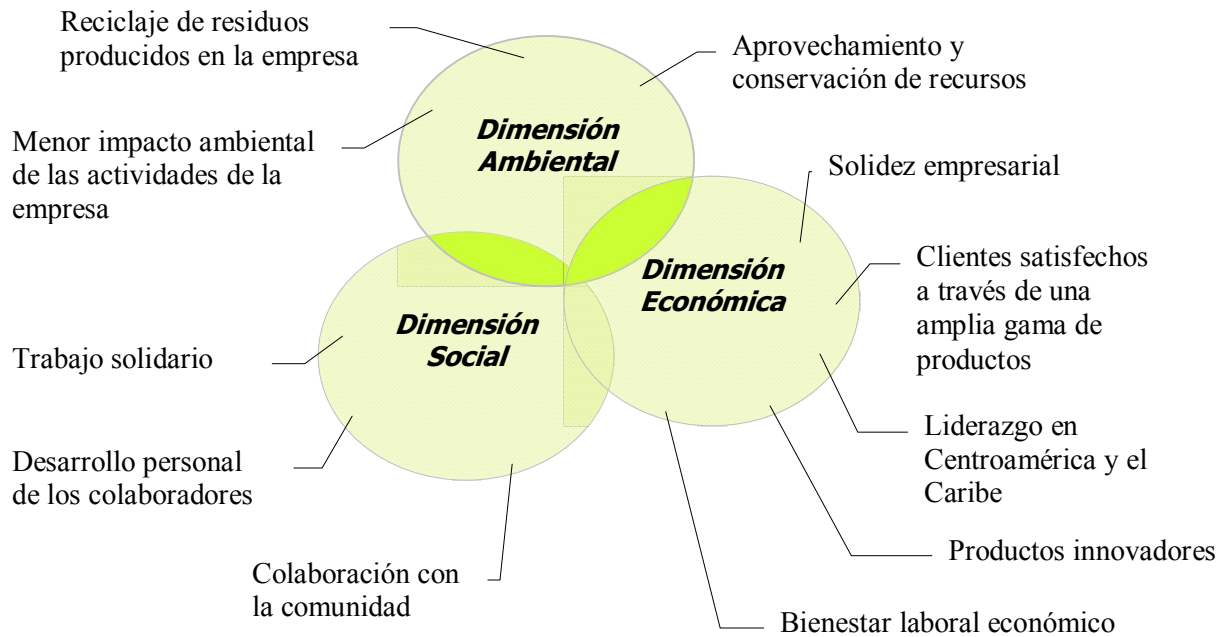 Reciclaje de residuos
producidos en la empresa
Aprovechamiento y
conservación de recursos
Menor impacto ambiental
de las actividades de la
empresa
Dimensión
Ambiental
Solidez empresarial
Dimensión
Económica
Clientes satisfechos
a través de una
amplia gama de
productos
Dimensión
Social
Trabajo solidario
Liderazgo en
Centroamérica y el
Caribe
Desarrollo personal
de los colaboradores
Productos innovadores
Colaboración con
la comunidad
Bienestar laboral económico